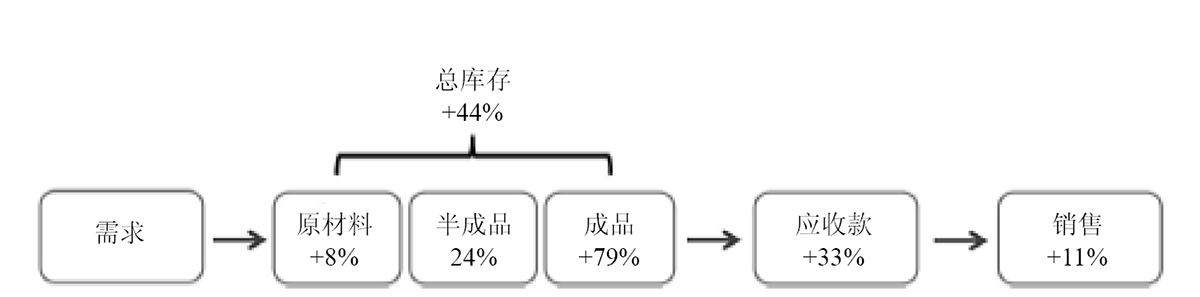 总库存
+44%
需求
原材料
+8%
半成品
24%
成品
+79%
应收款
+33%
销售
+11%